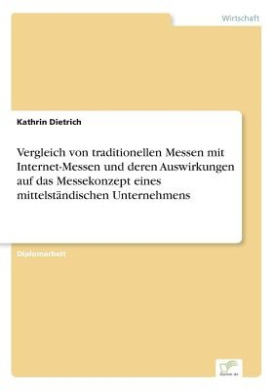 Wirtschaft
Kathrin Dietrich
Vergleich von traditionellen Messen mit
Internet-Messen und deren Auswirkungen
auf das Messekonzept eines
mittelständischen Unternehmens
Diplomarbeit